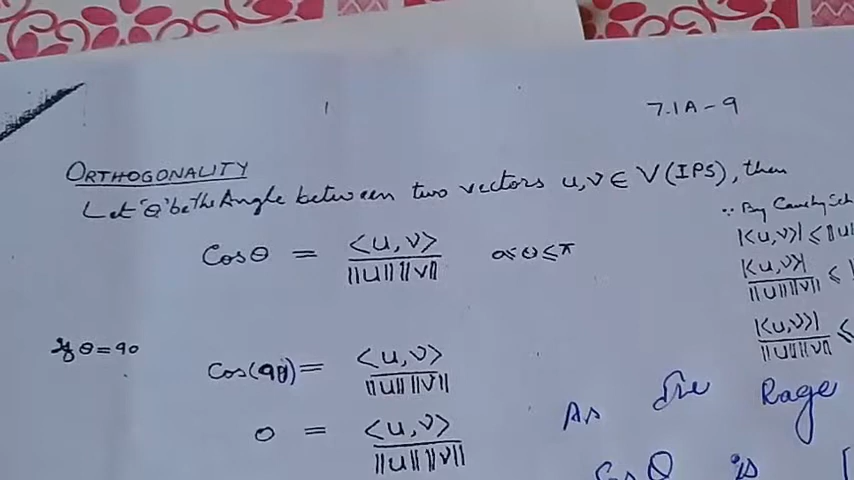 7.1A-9
ORTHOGONALITY
Let 'θ' be the Angle between two vectors u,v ∈ V(IPS), then
∵ By Cauchy Sch
Cosθ = <u,v> / ||u|| ||v|| 0≤θ≤π
|<u,v>| ≤ ||u
|<u,v>| / ||u|| ||v|| ≤
|<u,v>| / ||u|| ||v|| ≤
If θ=90
Cos(90) = <u,v> / ||u|| ||v||
0 = <u,v> / ||u|| ||v||
As the Rage
Cosθ is [